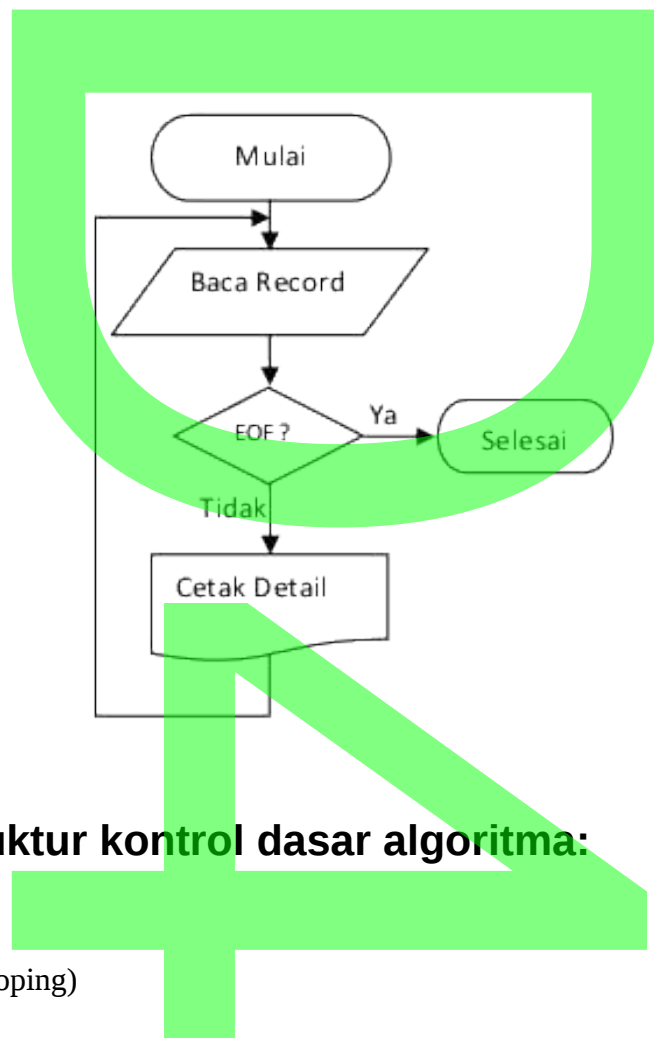 Mulai
Baca Record
EOF ?
Ya
Selesai
Tidak
Cetak Detail
uktur kontrol dasar algoritma:
oping)